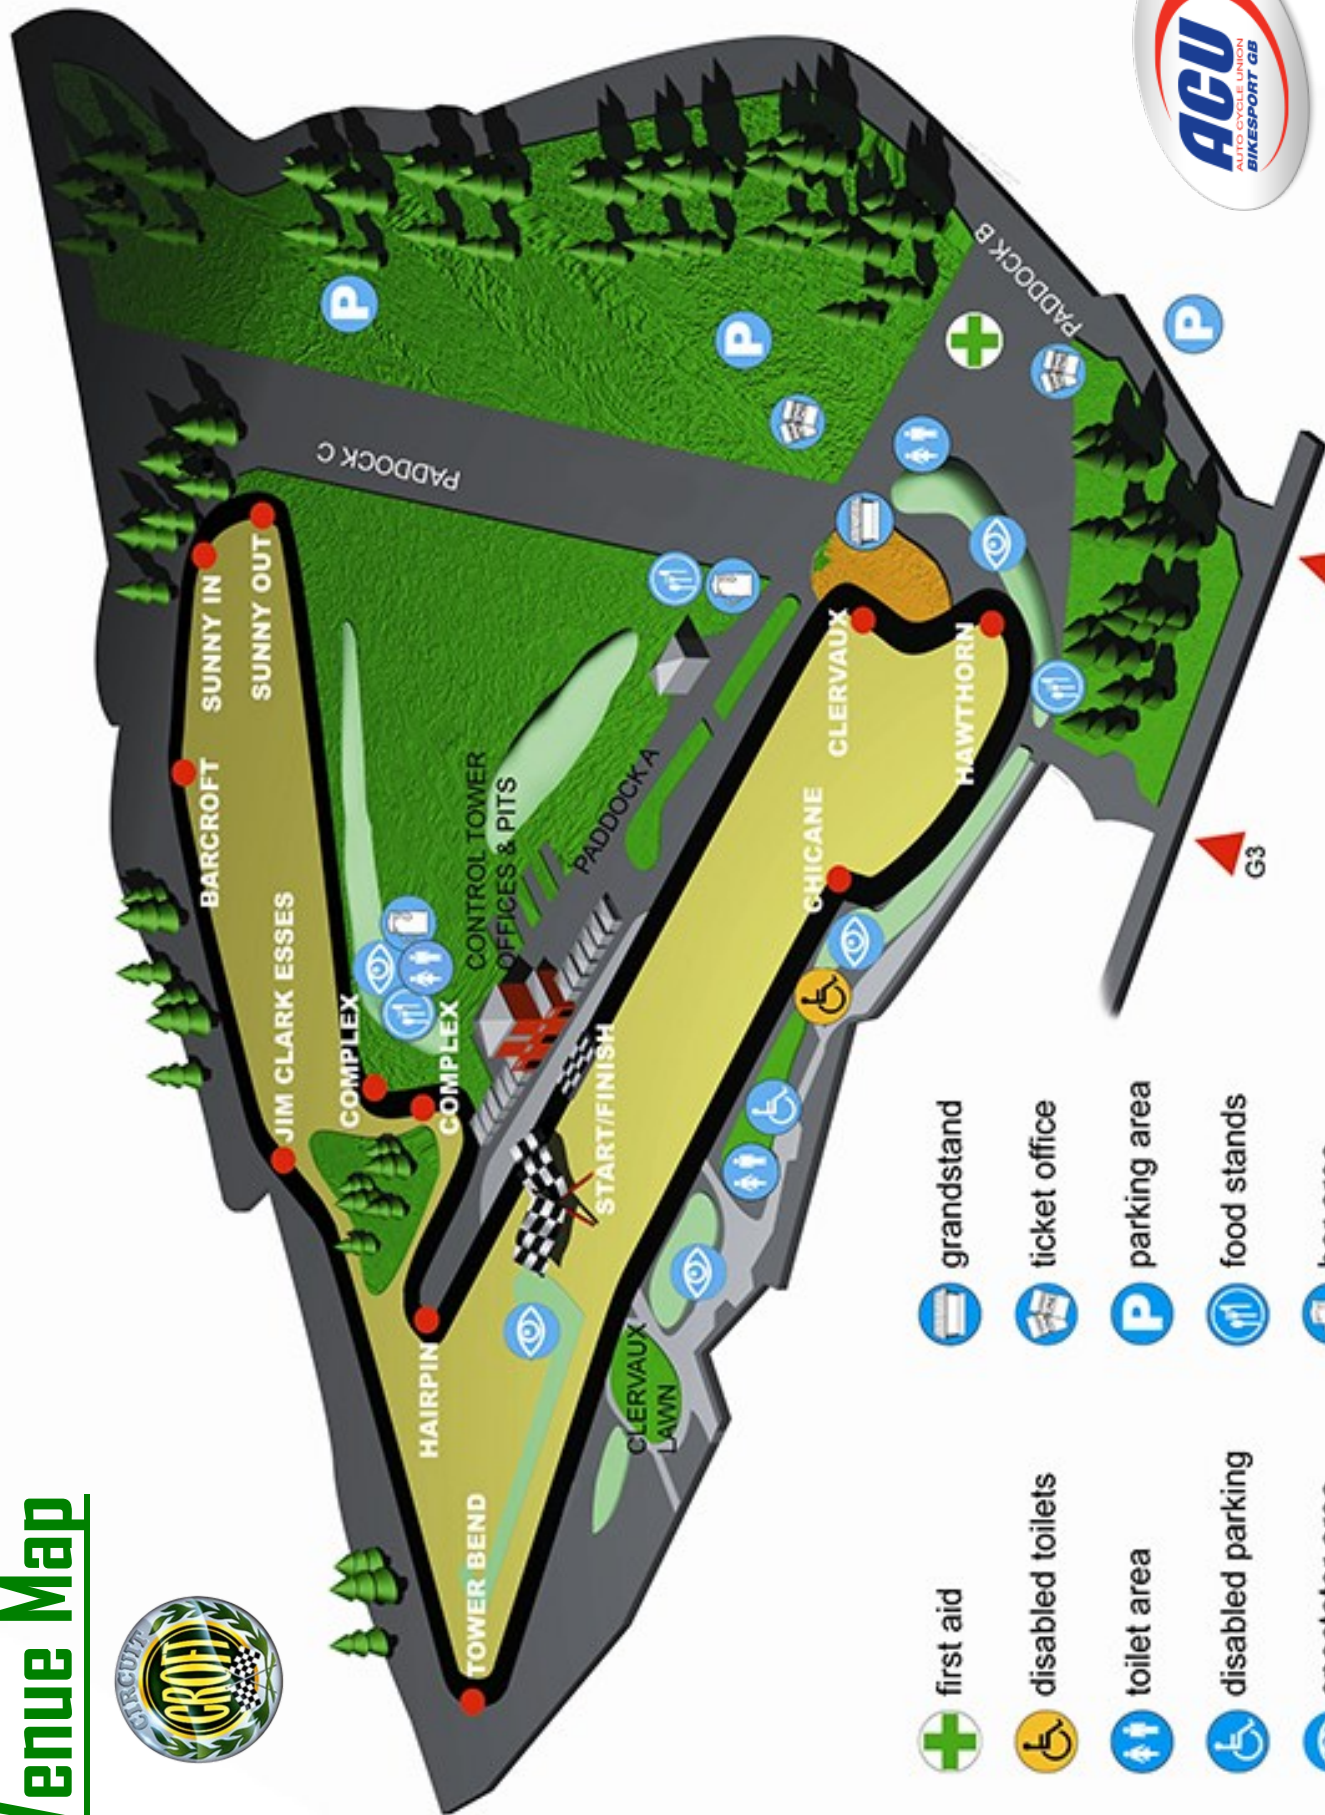 Venue Map
CIRCUIT
CROFT
ACU
AUTO CYCLE UNION
BIKESPORT GB
SUNNY IN
SUNNY OUT
BARCROFT
JIM CLARK ESSES
COMPLEX
COMPLEX
HAIRPIN
TOWER BEND
CONTROL TOWER
OFFICES & PITS
START/FINISH
PADDOCK A
PADDOCK B
PADDOCK C
CLERVAUX
HAWTHORN
CHICANE
CLERVAUX
LAWN
P
P
P
G3
first aid
disabled toilets
toilet area
disabled parking
grandstand
ticket office
P parking area
food stands